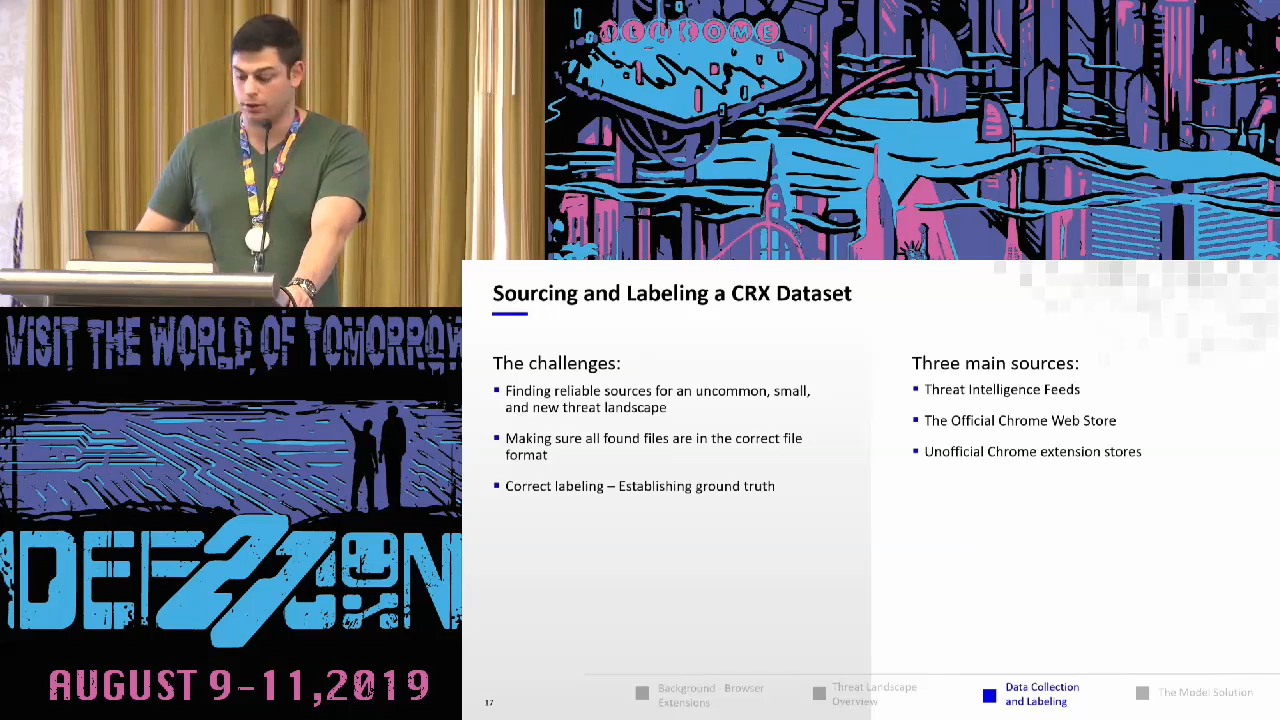 WELCOME
VISIT THE WORLD OF TOMORROW
DEF CON
27
AUGUST 9-11,2019
Sourcing and Labeling a CRX Dataset
The challenges:
Finding reliable sources for an uncommon, small,
and new threat landscape
Making sure all found files are in the correct file
format
Correct labeling – Establishing ground truth
Three main sources:
Threat Intelligence Feeds
The Official Chrome Web Store
Unofficial Chrome extension stores
17
Background - Browser
Extensions
Threat Landscape -
Overview
Data Collection
and Labeling
The Model Solution